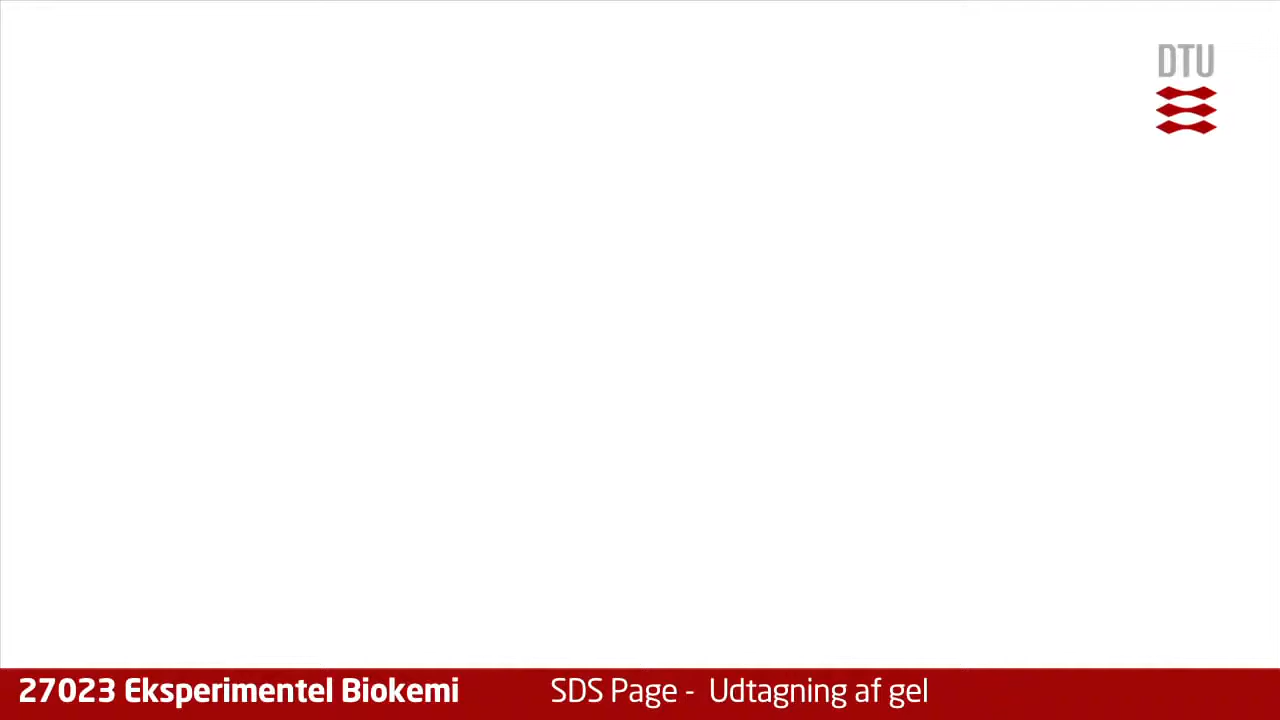 DTU
27023 Eksperimentel Biokemi
SDS Page - Udtagning af gel